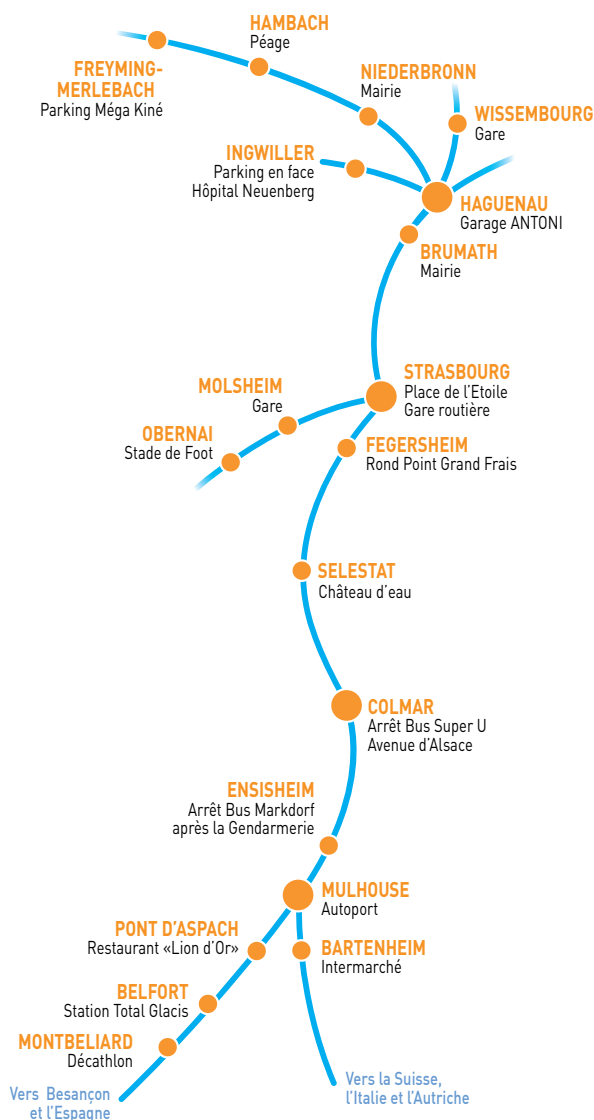 HAMBACH
Péage
FREYMING-
MERLEBACH
Parking Méga Kiné
NIEDERBRONN
Mairie
WISSEMBOURG
Gare
INGWILLER
Parking en face
Hôpital Neuenberg
HAGUENAU
Garage ANTONI
BRUMATH
Mairie
STRASBOURG
Place de l'Etoile
Gare routière
MOLSHEIM
Gare
OBERNAI
Stade de Foot
FEGERSHEIM
Rond Point Grand Frais
SELESTAT
Château d'eau
COLMAR
Arrêt Bus Super U
Avenue d'Alsace
ENSISHEIM
Arrêt Bus Markdorf
après la Gendarmerie
MULHOUSE
Autoport
PONT D'ASPACH
Restaurant «Lion d'Or»
BARTENHEIM
Intermarché
BELFORT
Station Total Glacis
MONTBELIARD
Décathlon
Vers Besançon
et l'Espagne
Vers la Suisse,
l'Italie et l'Autriche